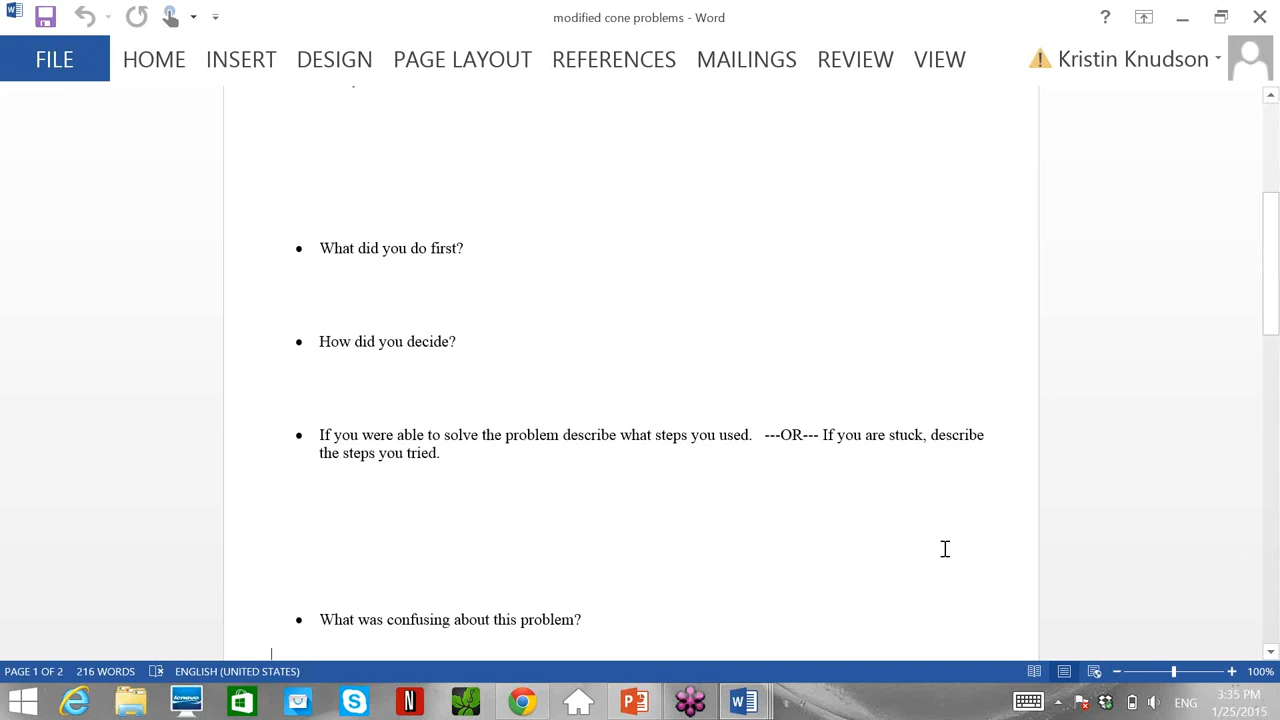 modified cone problems - Word
?
FILE
HOME
INSERT
DESIGN
PAGE LAYOUT
REFERENCES
MAILINGS
REVIEW
VIEW
Kristin Knudson
• What did you do first?
• How did you decide?
• If you were able to solve the problem describe what steps you used. ---OR--- If you are stuck, describe
the steps you tried.
• What was confusing about this problem?
PAGE 1 OF 2
216 WORDS
ENGLISH (UNITED STATES)
100%
ENG
3:35 PM
1/25/2015